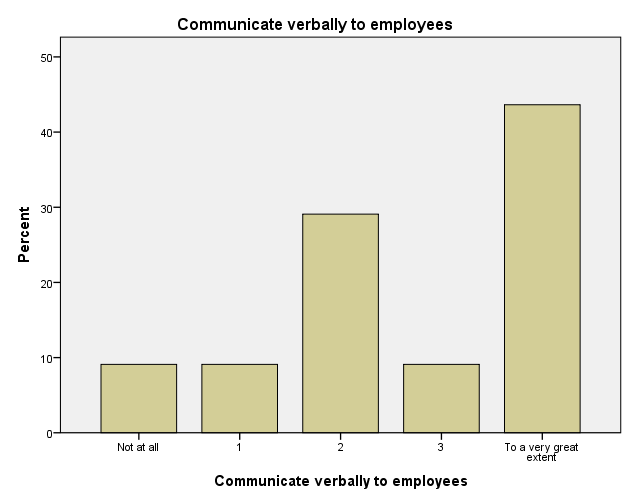 Communicate verbally to employees
50
40
30
20
10
0
Percent
Not at all
1
2
3
To a very great
extent
Communicate verbally to employees